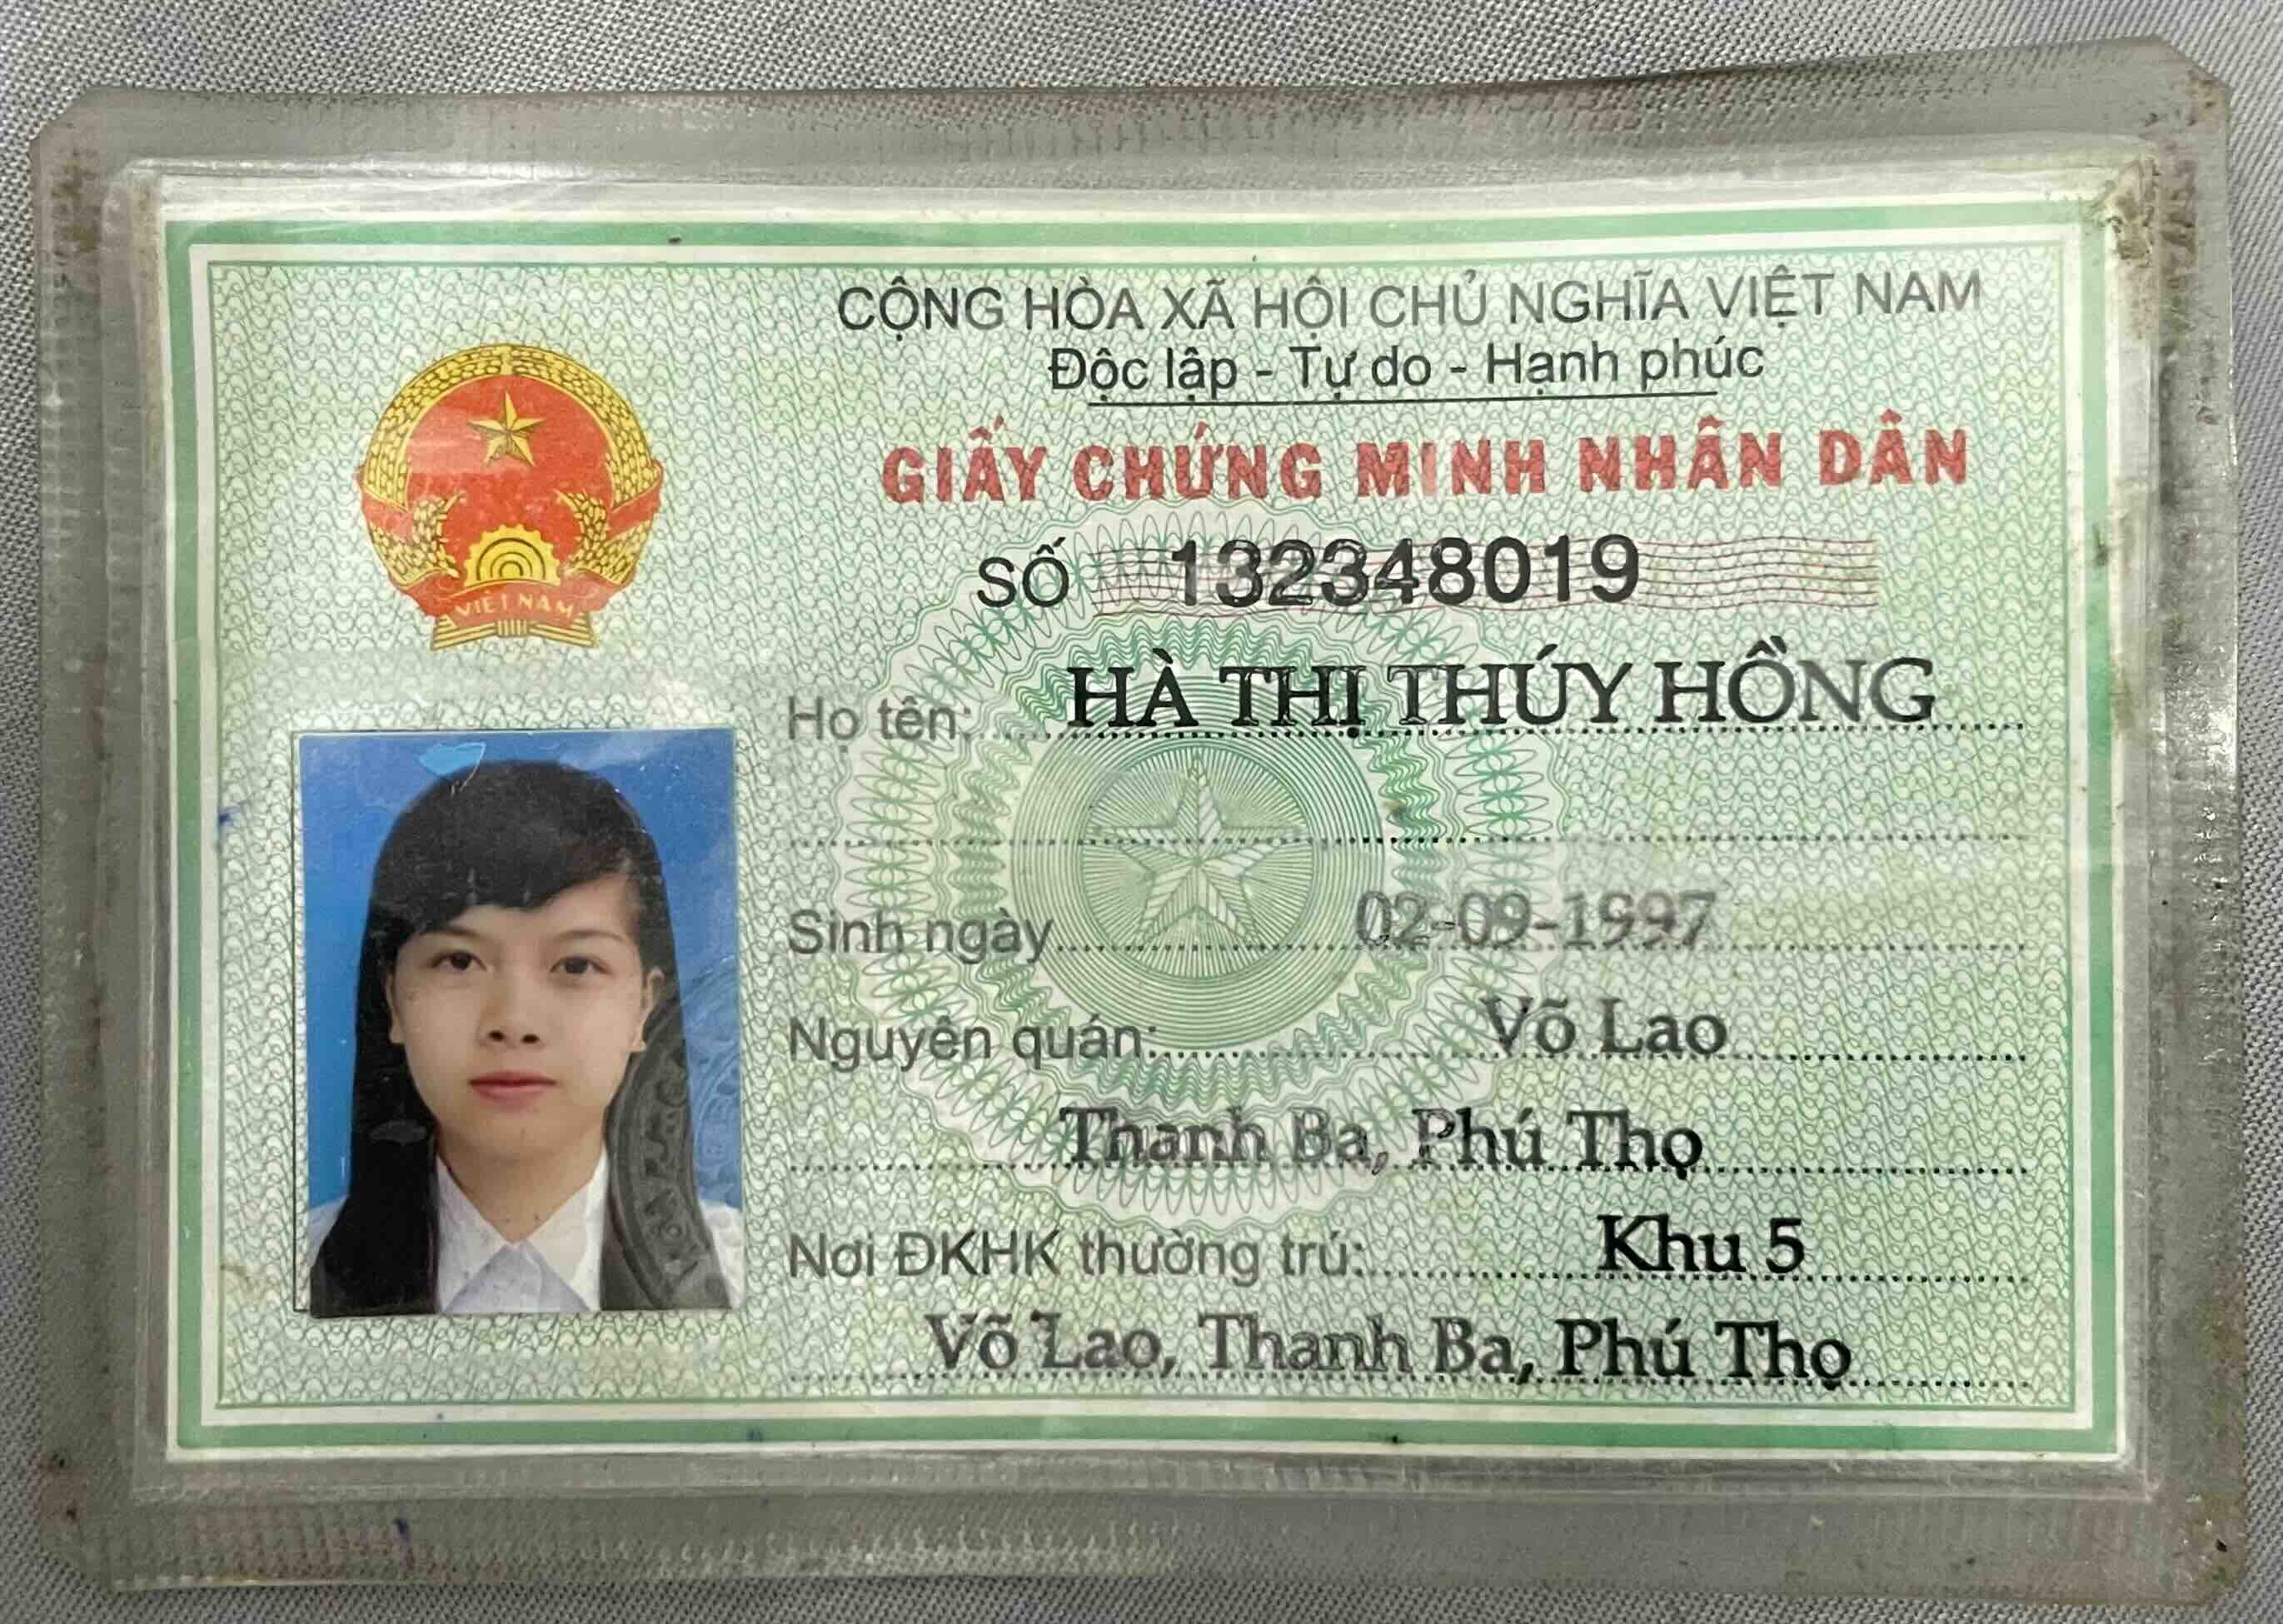 CỘNG HÒA XÃ HỘI CHỦ NGHĨA VIỆT NAM
Độc lập - Tự do - Hạnh phúc
GIẤY CHỨNG MINH NHÂN DÂN
SỐ 132348019
VIỆT NAM
Họ tên: HÀ THỊ THÚY HỒNG
Sinh ngày 02-09-1997
Nguyên quán: Võ Lao
Thanh Ba, Phú Thọ
Nơi ĐKHK thường trú: Khu 5
Võ Lao, Thanh Ba, Phú Thọ